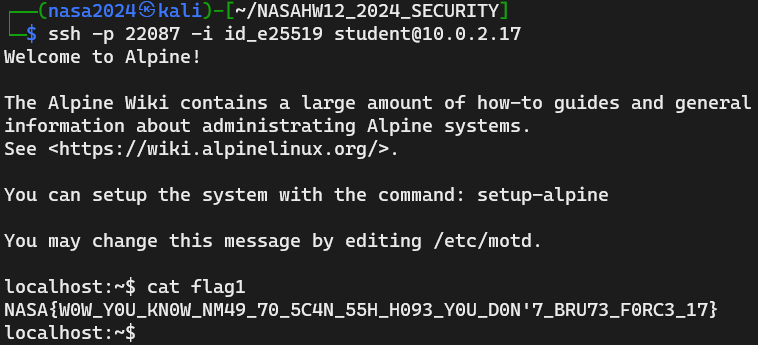 ┌──(nasa2024㉿kali)-[~/NASAHW12_2024_SECURITY]
└─$ ssh -p 22087 -i id_e25519 student@10.0.2.17
Welcome to Alpine!

The Alpine Wiki contains a large amount of how-to guides and general
information about administrating Alpine systems.
See <https://wiki.alpinelinux.org/>.

You can setup the system with the command: setup-alpine

You may change this message by editing /etc/motd.

localhost:~$ cat flag1
NASA{W0W_Y0U_KN0W_NM49_70_5C4N_55H_H093_Y0U_D0N'7_BRU73_F0RC3_17}
localhost:~$